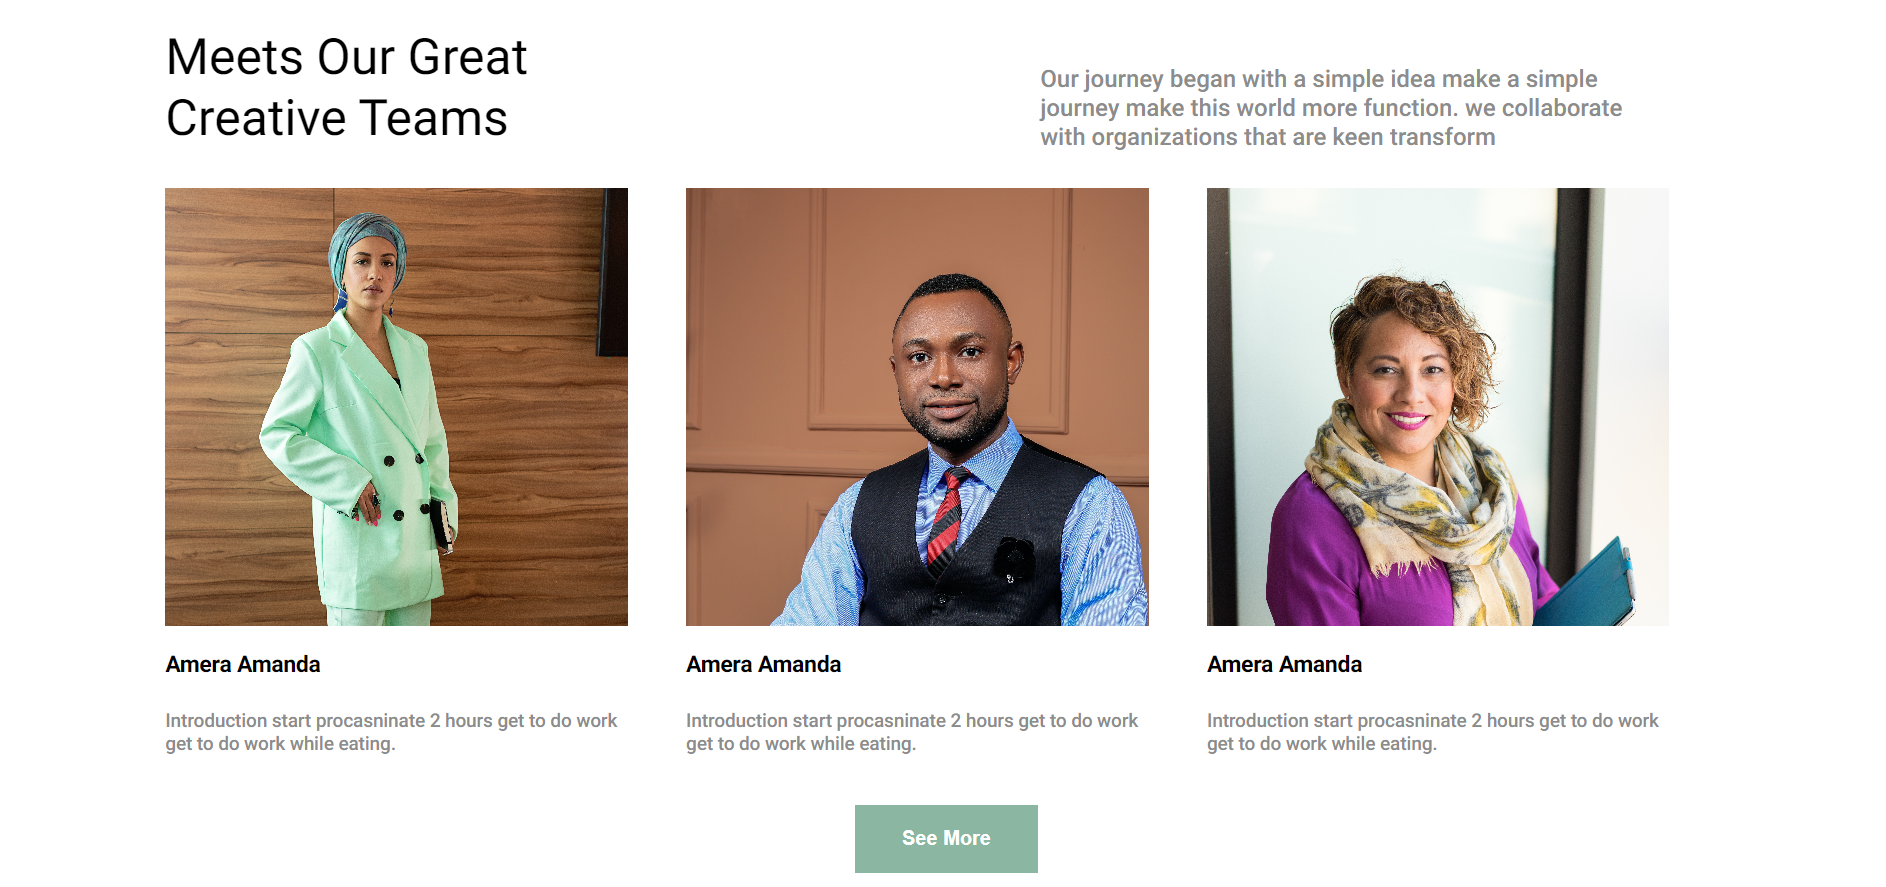 Meets Our Great
Creative Teams
Our journey began with a simple idea make a simple
journey make this world more function. we collaborate
with organizations that are keen transform
Amera Amanda
Introduction start procasninate 2 hours get to do work
get to do work while eating.
Amera Amanda
Introduction start procasninate 2 hours get to do work
get to do work while eating.
Amera Amanda
Introduction start procasninate 2 hours get to do work
get to do work while eating.
See More